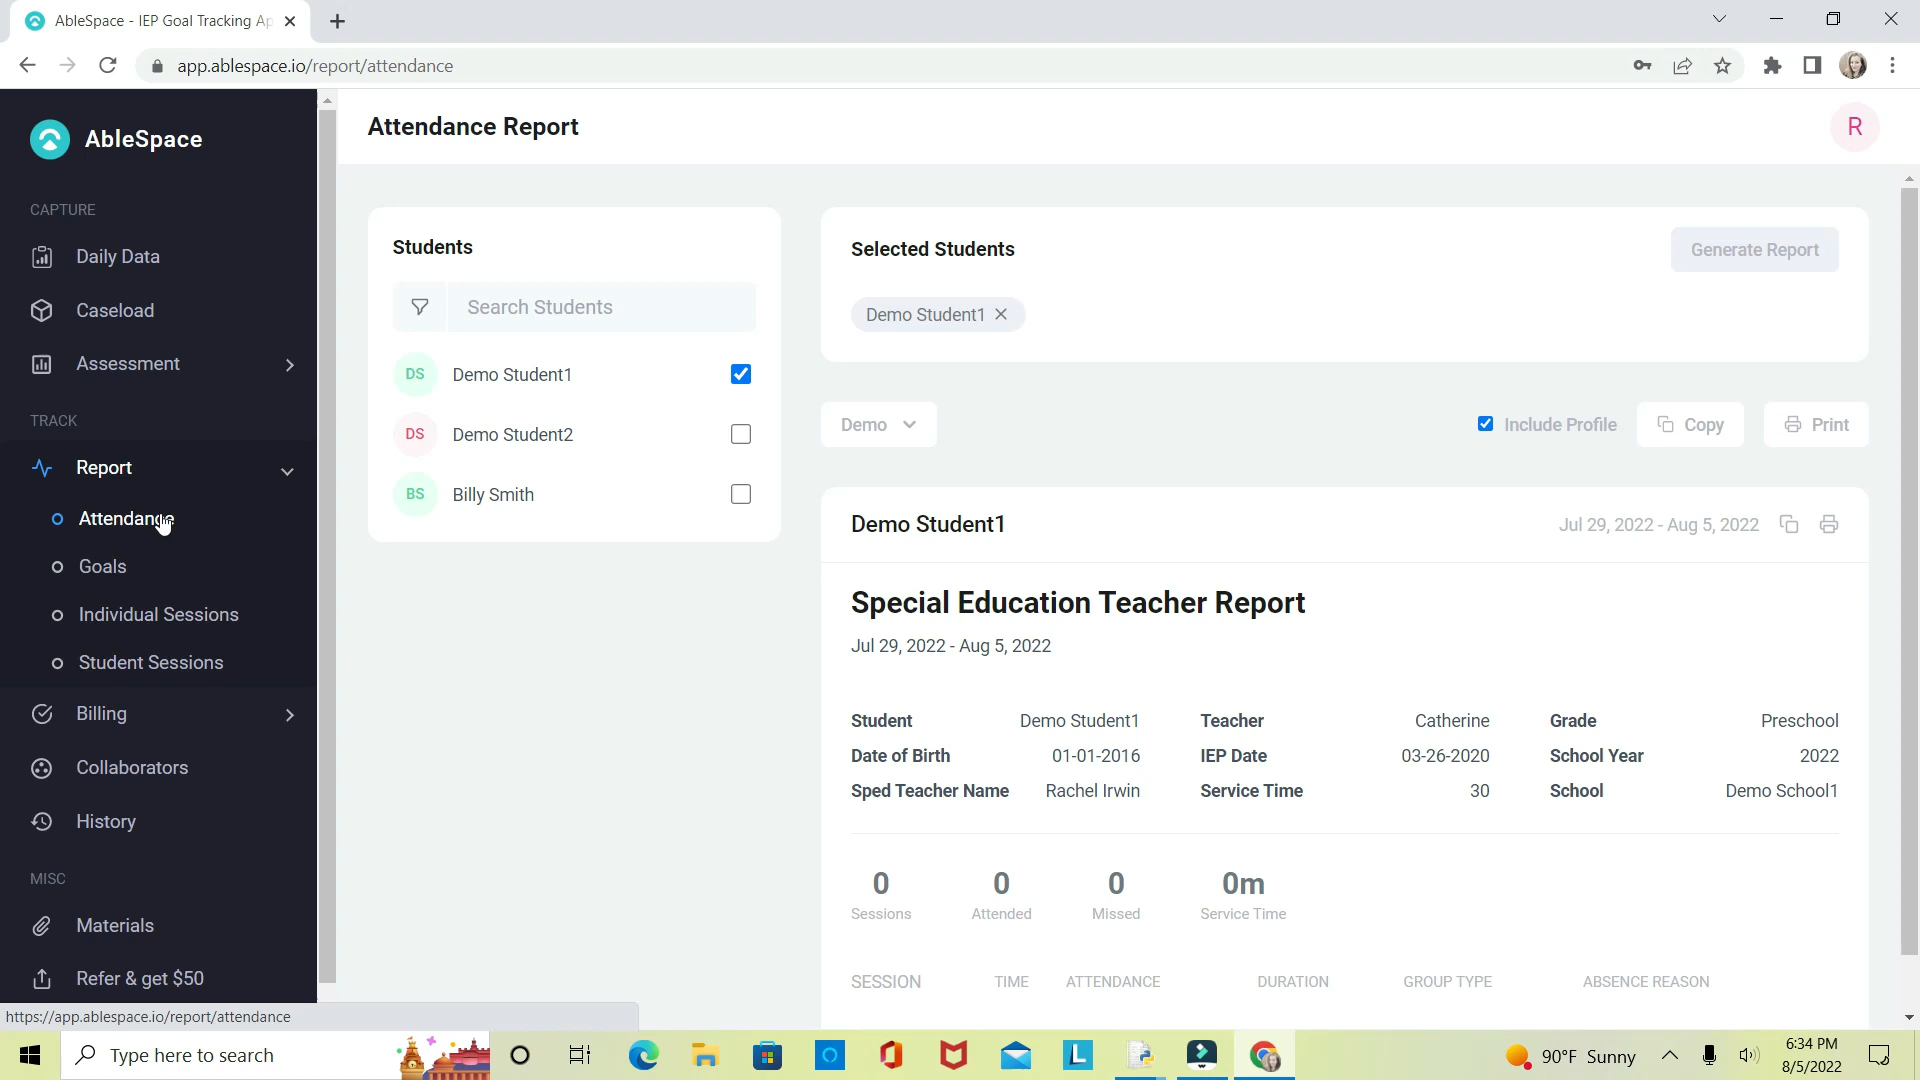 AbleSpace - IEP Goal Tracking Ap
app.ablespace.io/report/attendance
AbleSpace
Attendance Report
R
CAPTURE
Daily Data
Caseload
Assessment
TRACK
Report
Attendance
Goals
Individual Sessions
Student Sessions
Billing
Collaborators
History
MISC
Materials
Refer & get $50
Students
Search Students
DS Demo Student1
DS Demo Student2
BS Billy Smith
Selected Students
Generate Report
Demo Student1
Demo
Include Profile
Copy
Print
Demo Student1
Jul 29, 2022 - Aug 5, 2022
Special Education Teacher Report
Jul 29, 2022 - Aug 5, 2022
Student Demo Student1 Teacher Catherine Grade Preschool
Date of Birth 01-01-2016 IEP Date 03-26-2020 School Year 2022
Sped Teacher Name Rachel Irwin Service Time 30 School Demo School1
0 0 0 0m
Sessions Attended Missed Service Time
SESSION TIME ATTENDANCE DURATION GROUP TYPE ABSENCE REASON
https://app.ablespace.io/report/attendance
Type here to search
L
90°F Sunny
6:34 PM
8/5/2022